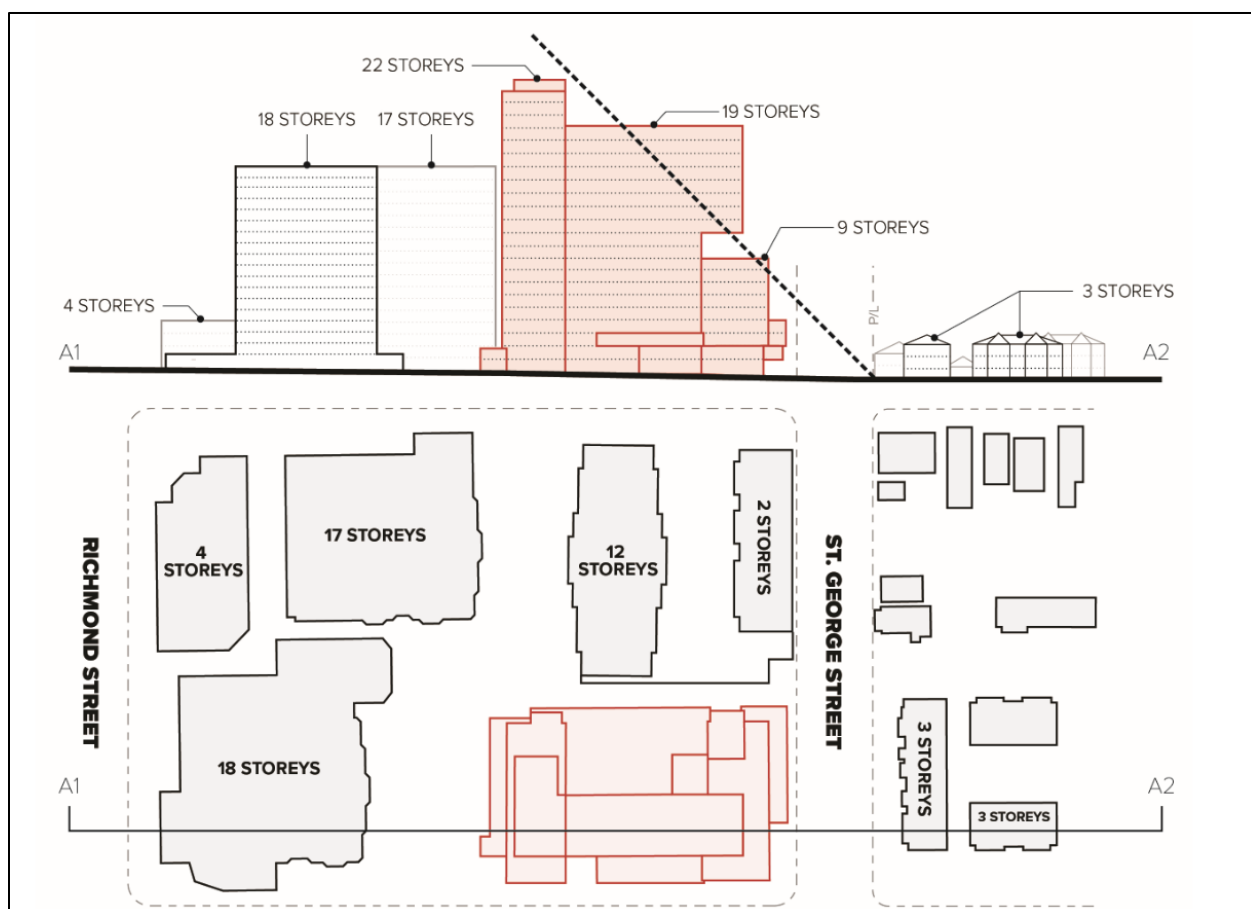 22 STOREYS
19 STOREYS
18 STOREYS
17 STOREYS
9 STOREYS
4 STOREYS
3 STOREYS
P/L
A1
A2
RICHMOND STREET
4
STOREYS
17 STOREYS
12
STOREYS
2 STOREYS
ST. GEORGE STREET
18 STOREYS
3 STOREYS
3 STOREYS
A1
A2